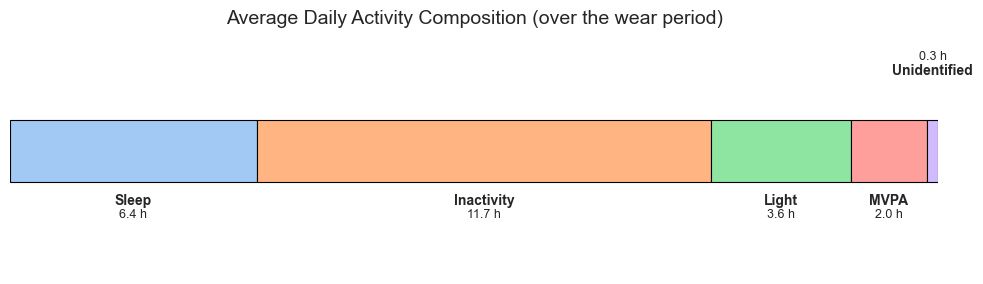 Average Daily Activity Composition (over the wear period)
0.3 h
Unidentified
Sleep
6.4 h
Inactivity
11.7 h
Light
3.6 h
MVPA
2.0 h